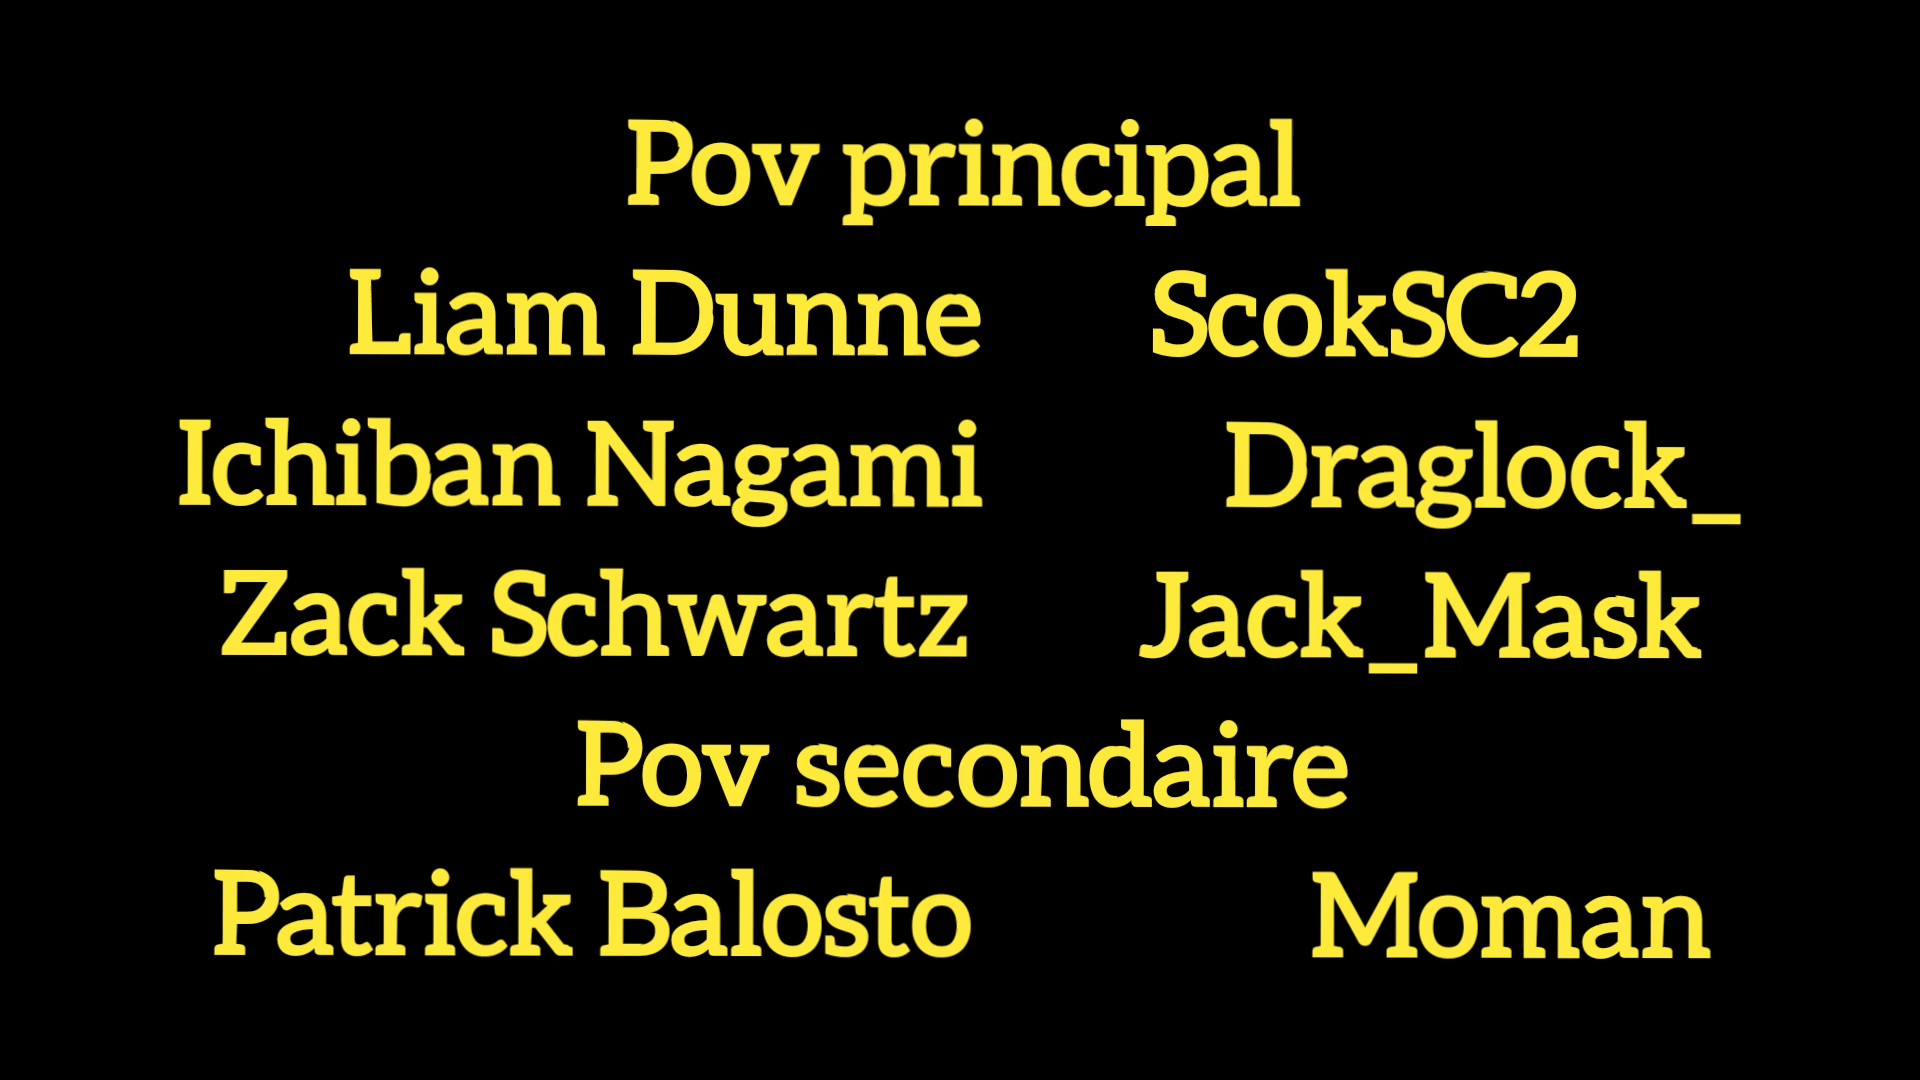 Pov principal
Liam Dunne ScokSC2
Ichiban Nagami Draglock_
Zack Schwartz Jack_Mask
Pov secondaire
Patrick Balosto Moman